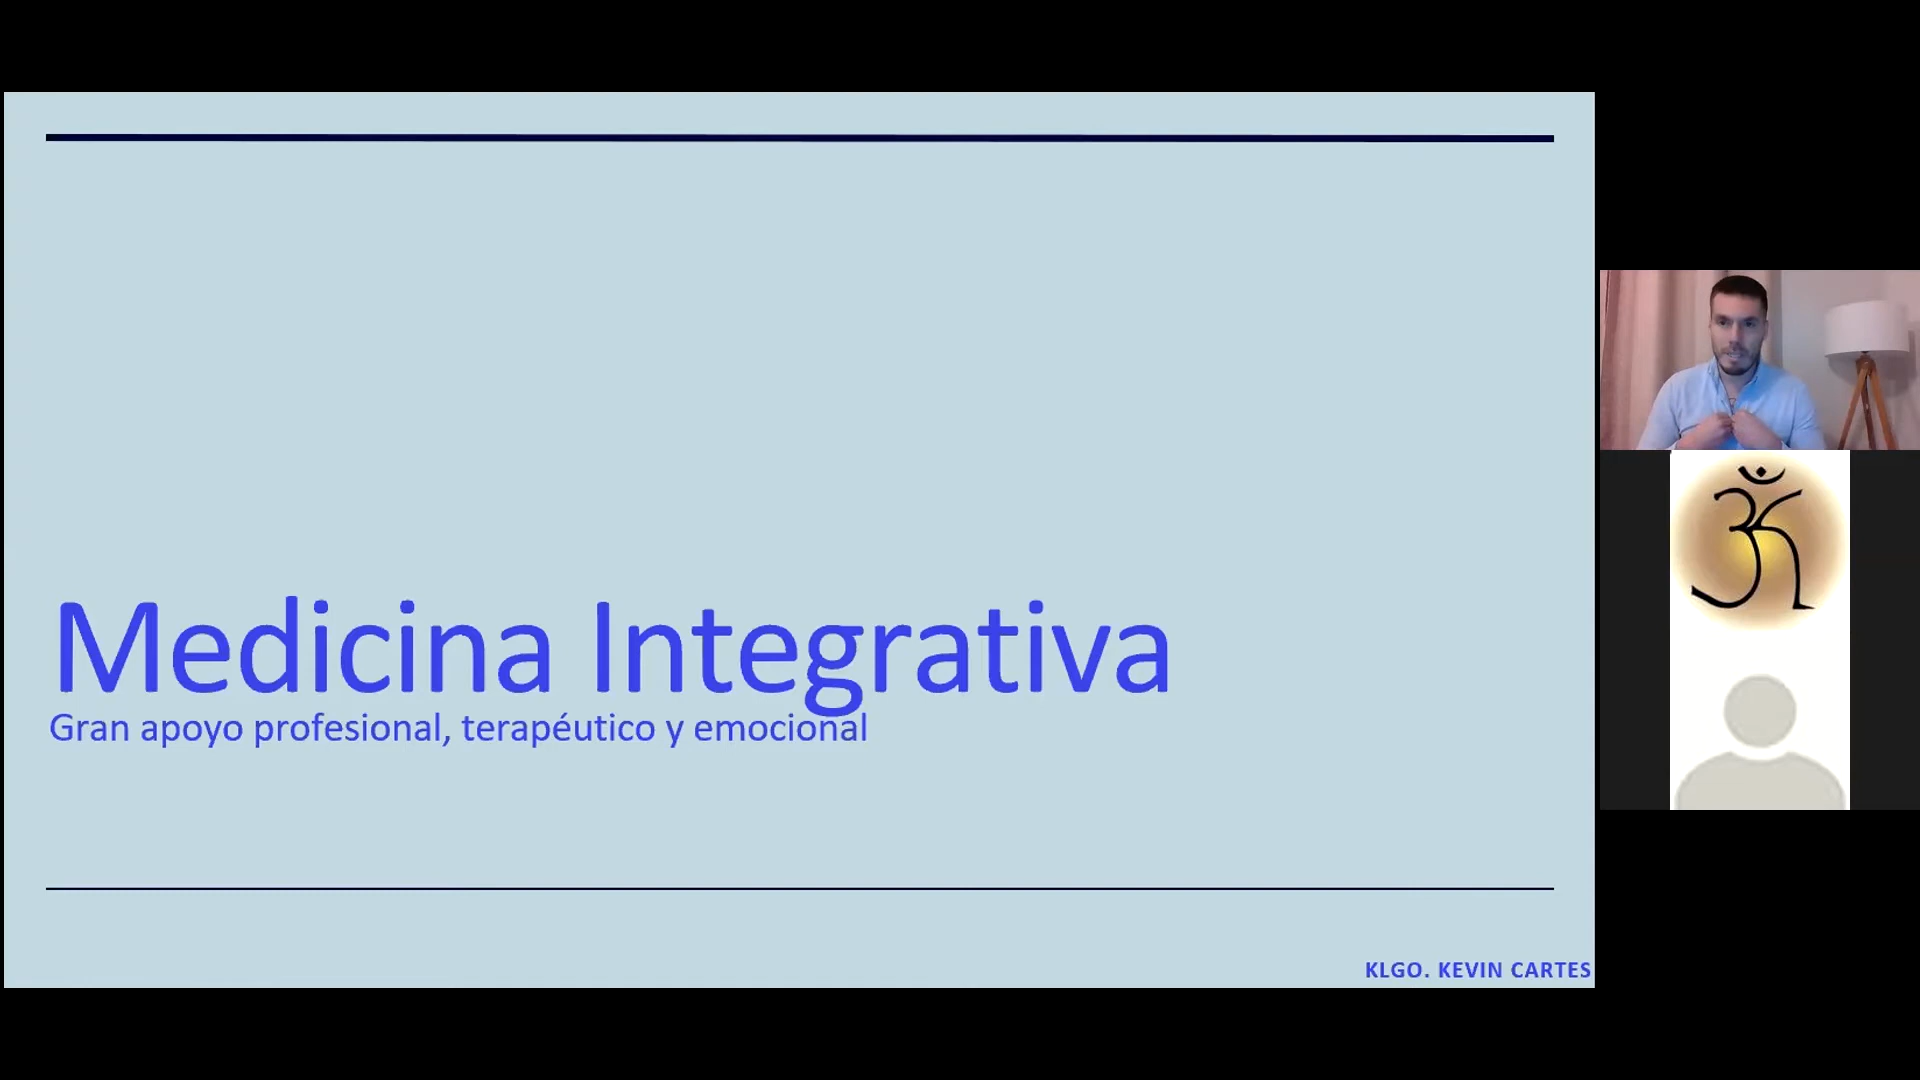 Medicina Integrativa
Gran apoyo profesional, terapéutico y emocional
KLGO. KEVIN CARTES
ॐ